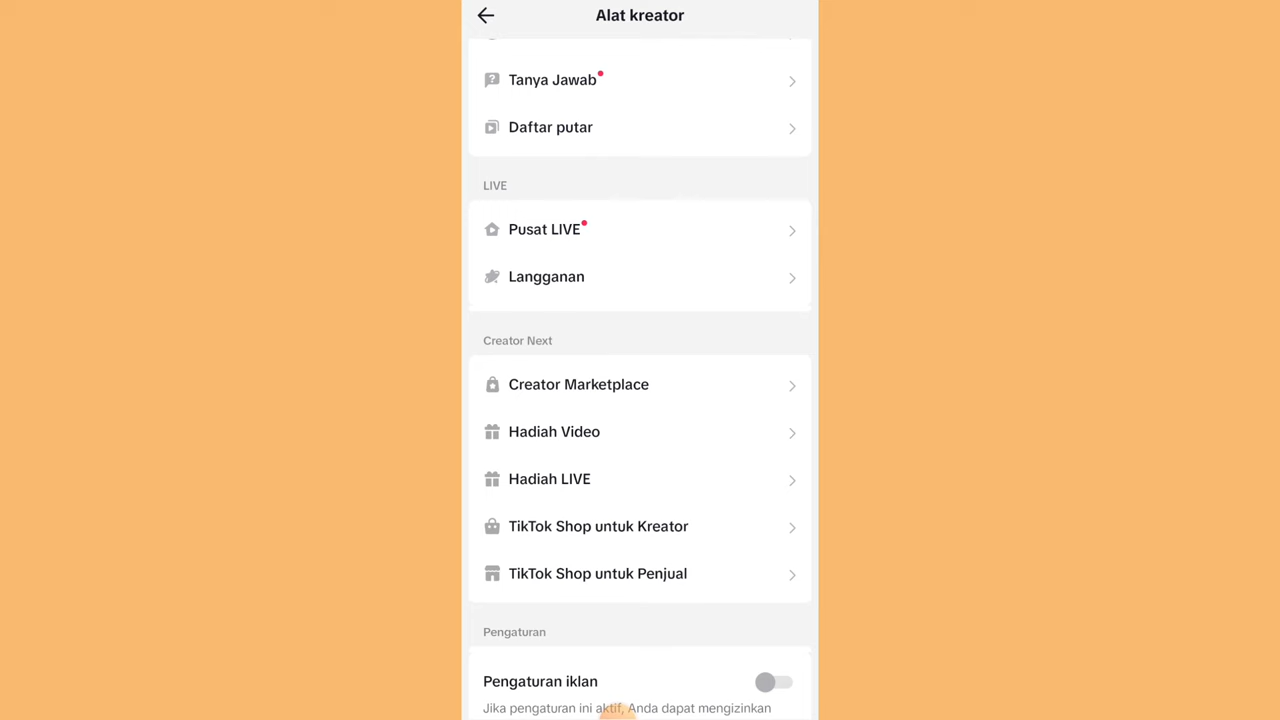 Alat kreator
Tanya Jawab
Daftar putar
LIVE
Pusat LIVE
Langganan
Creator Next
Creator Marketplace
Hadiah Video
Hadiah LIVE
TikTok Shop untuk Kreator
TikTok Shop untuk Penjual
Pengaturan
Pengaturan iklan
Jika pengaturan ini aktif, Anda dapat mengizinkan